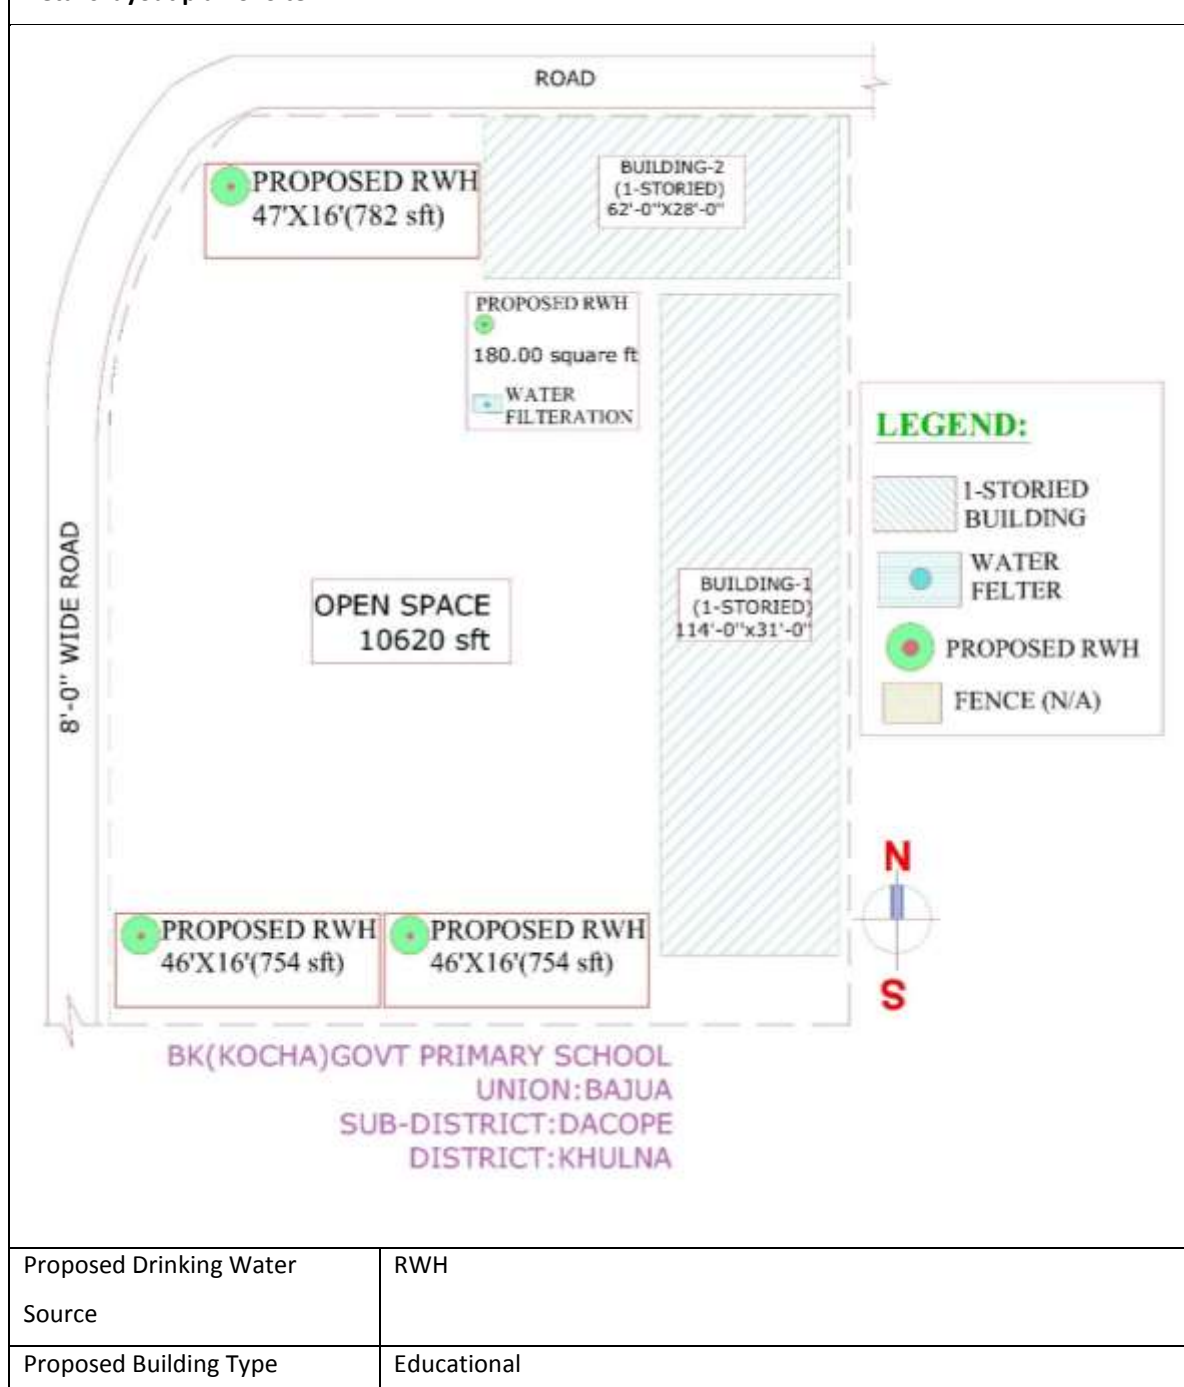 ROAD
PROPOSED RWH
47'X16'(782 sft)
BUILDING-2
(1-STORIED)
62'-0"X28'-0"
PROPOSED RWH
180.00 square ft
WATER
FILTERATION
LEGEND:
1-STORIED
BUILDING
WATER
FELTER
PROPOSED RWH
FENCE (N/A)
8'-0" WIDE ROAD
OPEN SPACE
10620 sft
BUILDING-1
(1-STORIED)
114'-0"x31'-0"
N
S
PROPOSED RWH
46'X16'(754 sft)
PROPOSED RWH
46'X16'(754 sft)
BK(KOCHA)GOVT PRIMARY SCHOOL
UNION:BAJUA
SUB-DISTRICT:DACOPE
DISTRICT:KHULNA
Proposed Drinking Water
Source
RWH
Proposed Building Type
Educational